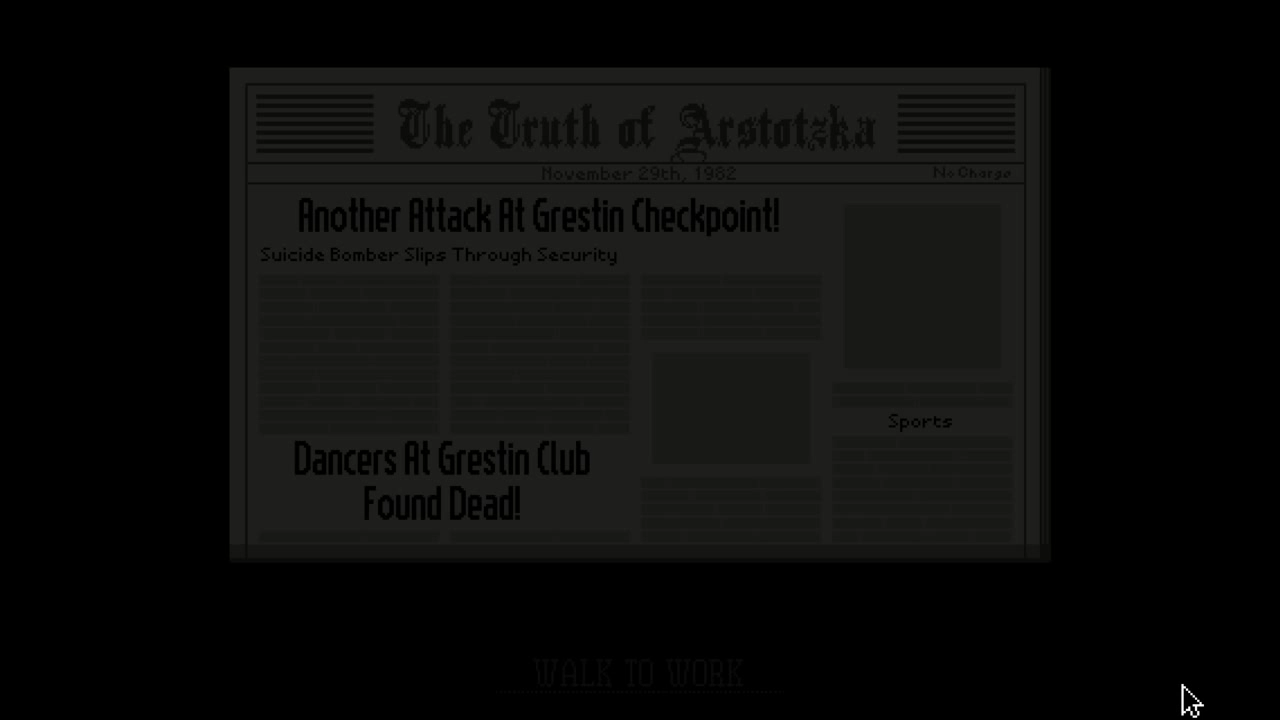 The Truth of Arstotzka
November 29th, 1982
No Charge
Another Attack At Grestin Checkpoint!
Suicide Bomber Slips Through Security
Dancers At Grestin Club
Found Dead!
Sports
WALK TO WORK